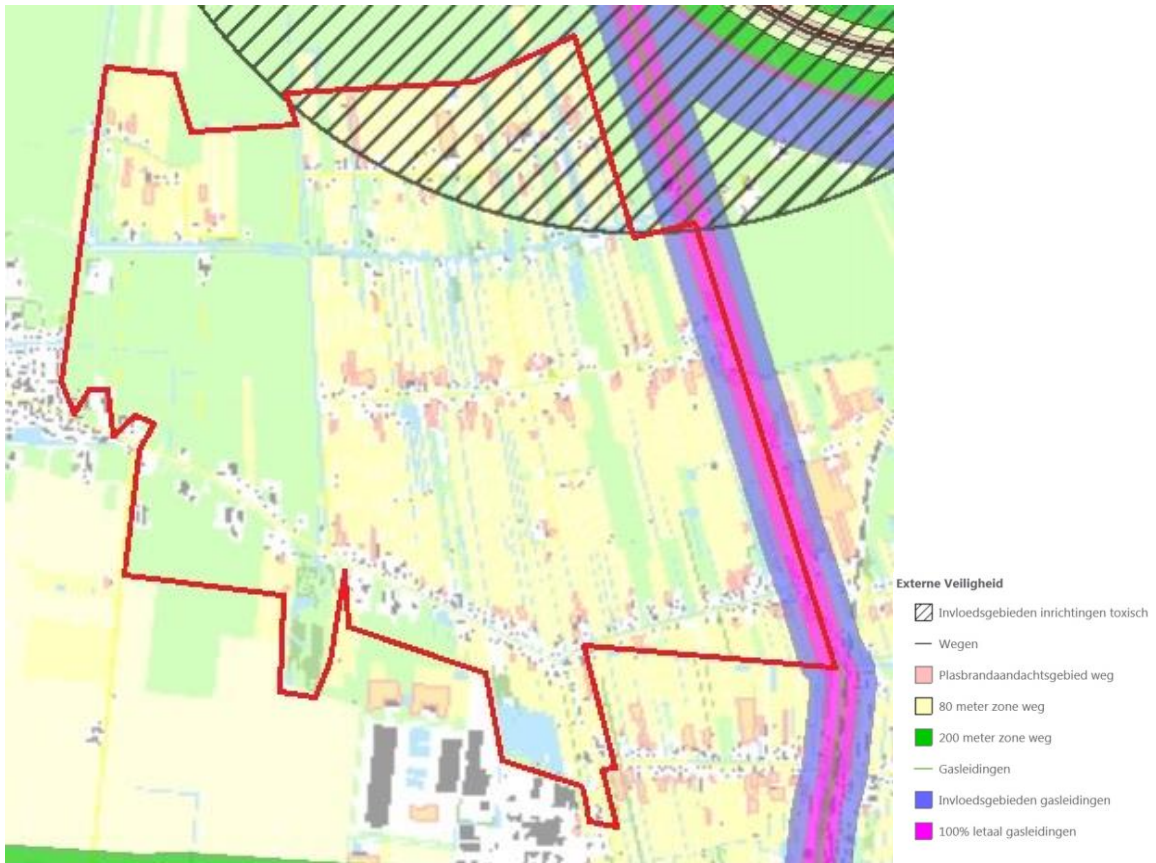 Externe Veiligheid
Invloedsgebieden inrichtingen toxisch
Wegen
Plasbrandaandachtsgebied weg
80 meter zone weg
200 meter zone weg
Gasleidingen
Invloedsgebieden gasleidingen
100% letaal gasleidingen